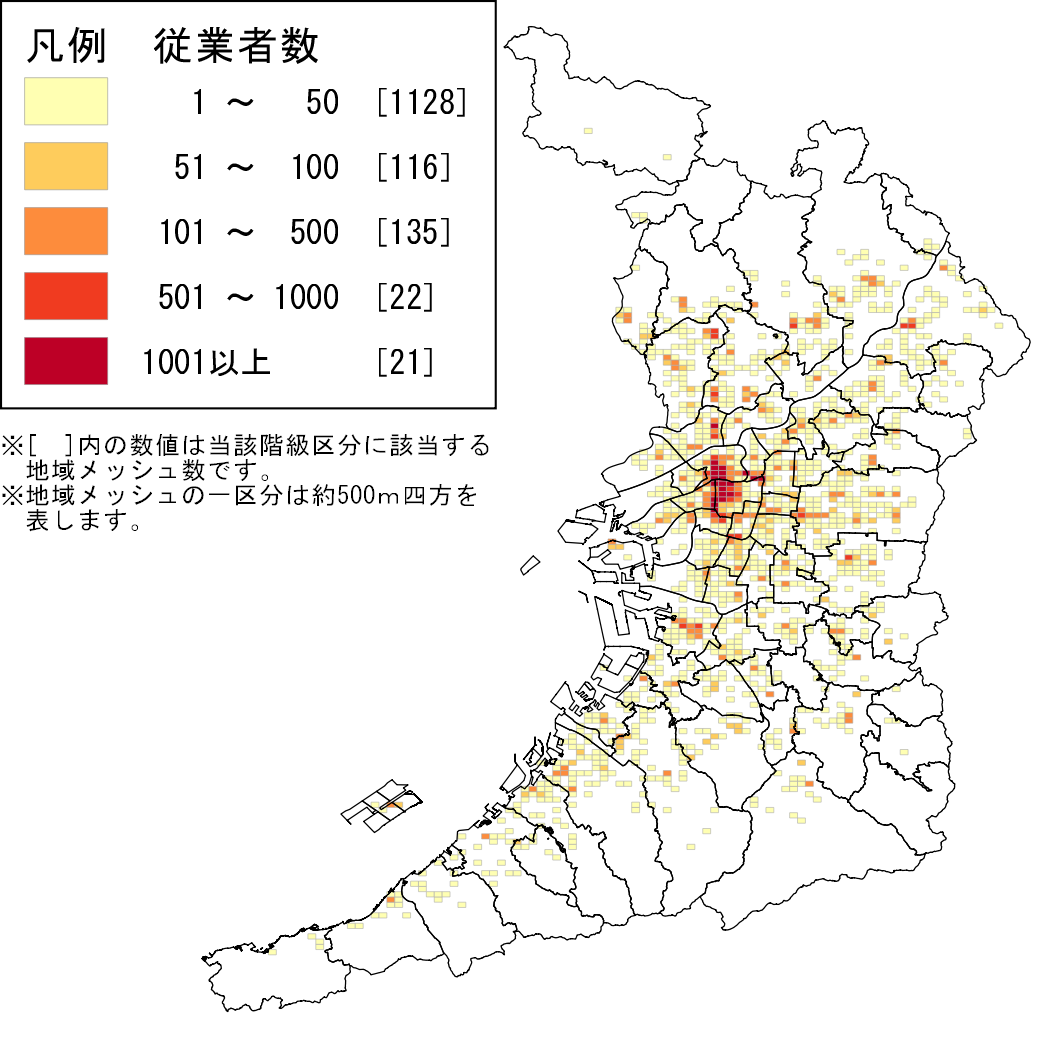 凡例 従業者数
1 ～ 50 [1128]
51 ～ 100 [116]
101 ～ 500 [135]
501 ～ 1000 [22]
1001以上 [21]
※[ ]内の数値は当該階級区分に該当する
地域メッシュ数です。
※地域メッシュの一区分は約500m四方を
表します。